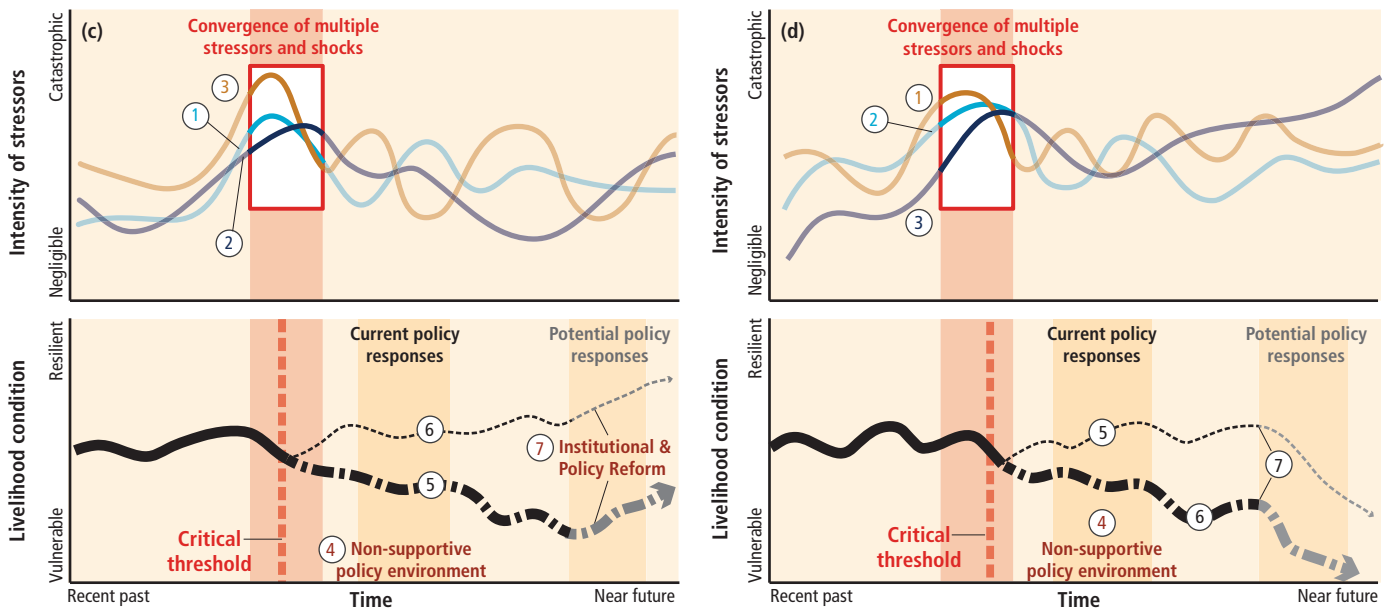 (c)
Convergence of multiple
stressors and shocks
Intensity of stressors
Catastrophic
Negligible
3
1
2
Livelihood condition
Resilient
Vulnerable
Current policy
responses
Potential policy
responses
6
5
7
Institutional &
Policy Reform
Critical
threshold
4
Non-supportive
policy environment
Recent past
Time
Near future
(d)
Convergence of multiple
stressors and shocks
Intensity of stressors
Catastrophic
Negligible
1
2
3
Livelihood condition
Resilient
Vulnerable
Current policy
responses
Potential policy
responses
5
7
6
4
Non-supportive
policy environment
Critical
threshold
Recent past
Time
Near future